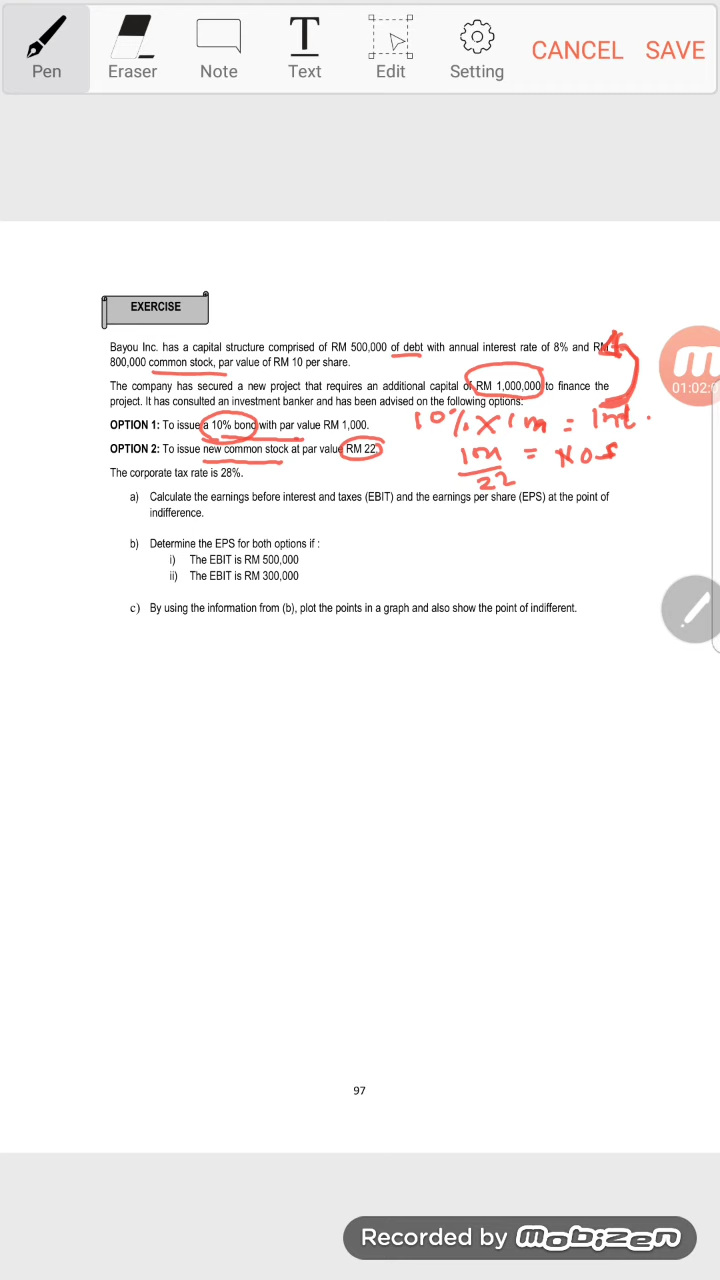 Pen
Eraser
Note
Text
Edit
Setting
CANCEL
SAVE
EXERCISE
Bayou Inc. has a capital structure comprised of RM 500,000 of debt with annual interest rate of 8% and RM
800,000 common stock, par value of RM 10 per share.
The company has secured a new project that requires an additional capital of RM 1,000,000 to finance the
project. It has consulted an investment banker and has been advised on the following options:
OPTION 1: To issue a 10% bond with par value RM 1,000.
10% × 1m = Int.
OPTION 2: To issue new common stock at par value RM 22.
1m = NOS
22
The corporate tax rate is 28%.
a) Calculate the earnings before interest and taxes (EBIT) and the earnings per share (EPS) at the point of
indifference.
b) Determine the EPS for both options if :
i) The EBIT is RM 500,000
ii) The EBIT is RM 300,000
c) By using the information from (b), plot the points in a graph and also show the point of indifferent.
97
m
Recorded by mobizen